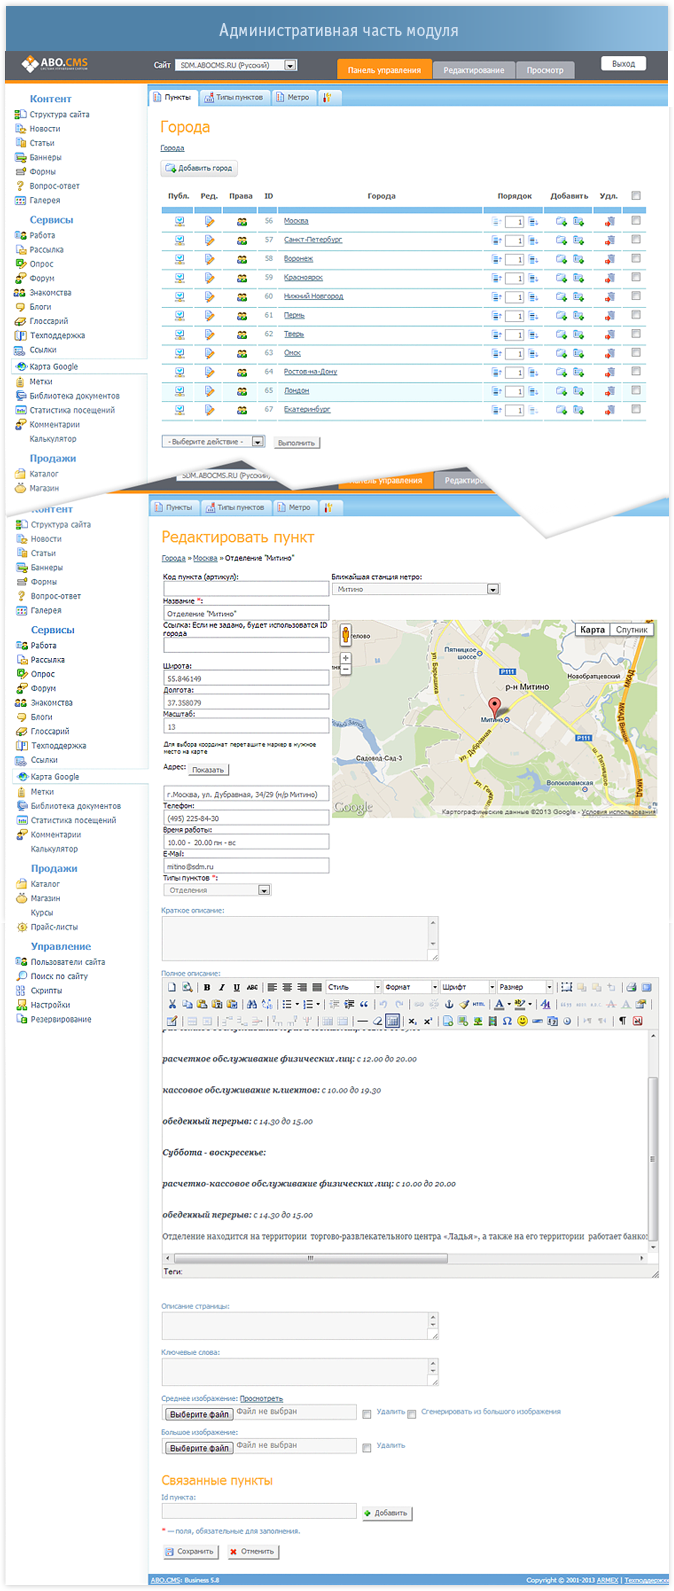 Административная часть модуля
ABO.CMS
Сайт SDM.ABOCMS.RU (Русский)
Панель управления Редактирование Просмотр Выход
Контент
Структура сайта
Новости
Статьи
Баннеры
Формы
Вопрос-ответ
Галерея
Сервисы
Работа
Рассылка
Опрос
Форум
Знакомства
Блоги
Глоссарий
Техподдержка
Ссылки
Карта Google
Метки
Библиотека документов
Статистика посещений
Комментарии
Калькулятор
Продажи
Каталог
Магазин
Пункты Типы пунктов Метро
Города
Города
Добавить город
Публ. Ред. Права ID Города Порядок Добавить Удл.
56 Москва 1
57 Санкт-Петербург 1
58 Воронеж 1
59 Красноярск 1
60 Нижний Новгород 1
61 Пермь 1
62 Тверь 1
63 Омск 1
64 Ростов-на-Дону 1
65 Лондон 1
67 Екатеринбург 1
- Выберите действие - Выполнить
SDM.ABOCMS.RU (Русский)
Контент
Структура сайта
Новости
Статьи
Баннеры
Формы
Вопрос-ответ
Галерея
Сервисы
Работа
Рассылка
Опрос
Форум
Знакомства
Блоги
Глоссарий
Техподдержка
Ссылки
Карта Google
Метки
Библиотека документов
Статистика посещений
Комментарии
Калькулятор
Продажи
Каталог
Магазин
Курсы
Прайс-листы
Управление
Пользователи сайта
Поиск по сайту
Скрипты
Настройки
Резервирование
Пункты Типы пунктов Метро
Редактировать пункт
Города » Москва » Отделение "Митино"
Код пункта (артикул):
Ближайшая станция метро:
Митино
Название *:
Отделение "Митино"
Ссылка: Если не задано, будет использоватся ID
города
Широта:
55.846149
Долгота:
37.358079
Масштаб:
13
Для выбора координат перетащите маркер в нужное
место на карте
Адрес: Показать
г.Москва, ул. Дубравная, 34/29 (м/р Митино)
Телефон:
(495) 225-84-30
Время работы:
10.00 - 20.00 пн - вс
E-Mail:
mitino@sdm.ru
Типы пунктов *:
Отделения
Карта Спутник
Пятницкое
шоссе
ул. Барышиха
P111
Новобратцевский
р-н Митино
Митино
МКАД
P111
ул. Дубравная
Садовод-Сад-3
Волоколамская
Google
Картографические данные ©2013 Google - Условия использования
Краткое описание:
Полное описание:
B I U ABC Стиль Формат Шрифт Размер
HTML
расчетное обслуживание физических лиц: с 12.00 до 20.00
кассовое обслуживание клиентов: с 10.00 до 19.30
обеденный перерыв: с 14.30 до 15.00
Суббота - воскресенье:
расчетно-кассовое обслуживание физических лиц: с 10.00 до 20.00
обеденный перерыв: с 14.30 до 15.00
Отделение находится на территории торгово-развлекательного центра «Ладья», а также на его территории работает
Теги:
Описание страницы:
Ключевые слова:
Среднее изображение: Просмотреть
Выберите файл Файл не выбран Удалить Сгенерировать из большого изображения
Большое изображение:
Выберите файл Файл не выбран Удалить
Связанные пункты
Id пункта:
Добавить
* — поля, обязательные для заполнения.
Сохранить Отменить
ABO.CMS: Business 5.8 Copyright © 2001-2013 ARMEX | Техподдержка